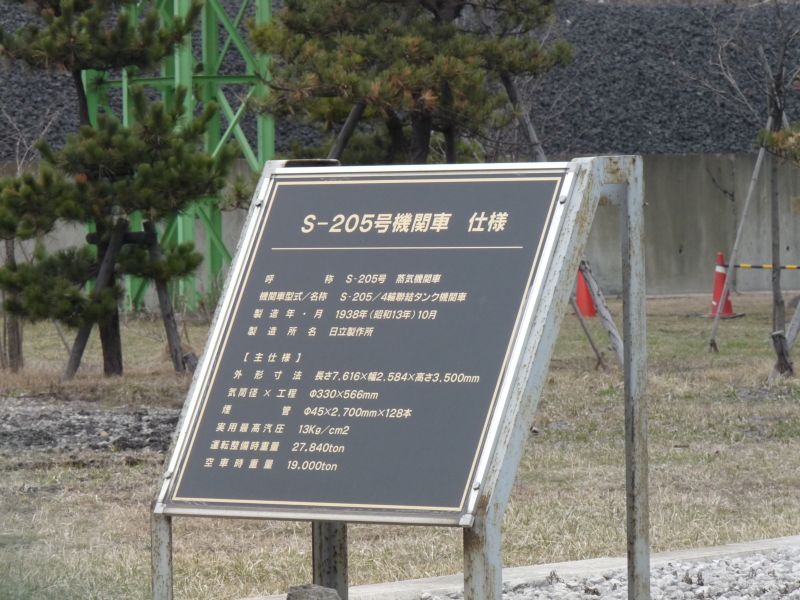 S-205号機関車 仕様
呼称 S-205号 蒸気機関車
機関車型式/名称 S-205/4輪聯結タンク機関車
製造年・月 1938年(昭和13年)10月
製造所名 日立製作所
【主仕様】
外形寸法 長さ7,616×幅2,584×高さ3,500mm
気筒径×工程 Φ330×566mm
煙管 Φ45×2,700mm×128本
実用最高汽圧 13Kg/cm2
運転整備時重量 27.840ton
空車時重量 19.000ton